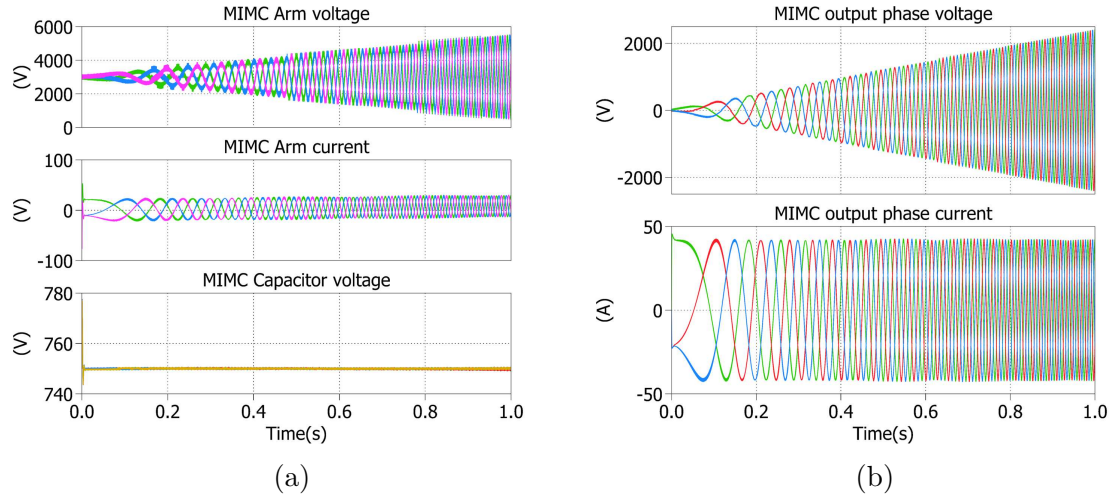 MIMC Arm voltage
6000
4000
2000
0
(V)
MIMC Arm current
100
0
-100
(V)
MIMC Capacitor voltage
780
760
740
(V)
0.0 0.2 0.4 0.6 0.8 1.0
Time(s)
(a)
MIMC output phase voltage
2000
0
-2000
(V)
MIMC output phase current
50
0
-50
(A)
0.0 0.2 0.4 0.6 0.8 1.0
Time(s)
(b)